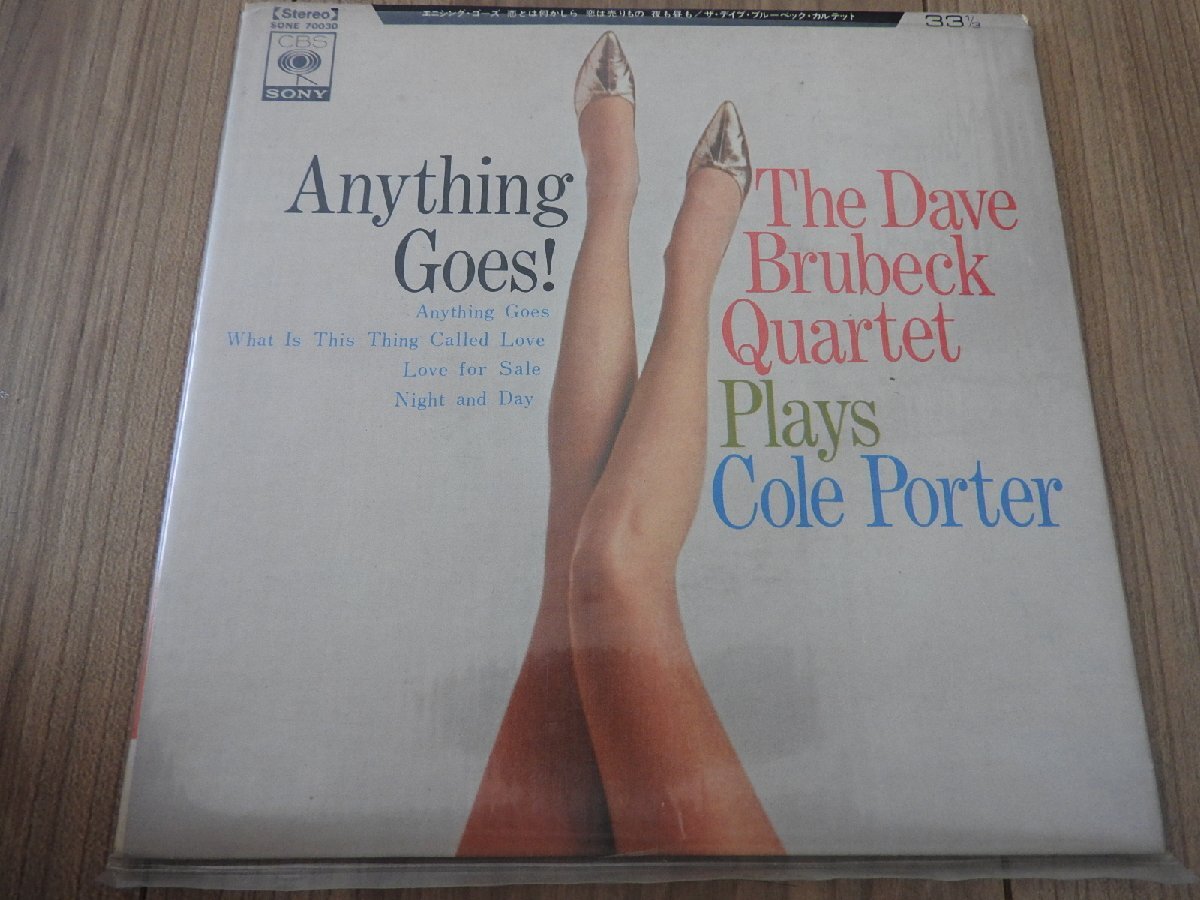 【Stereo】
SONE 70030
エニシング・ゴーズ 恋とは何かしら 恋は売りもの 夜も昼も/ザ・デイブ・ブルーベック・カルテット
33⅓
CBS
SONY
Anything
Goes!
Anything Goes
What Is This Thing Called Love
Love for Sale
Night and Day
The Dave
Brubeck
Quartet
Plays
Cole Porter